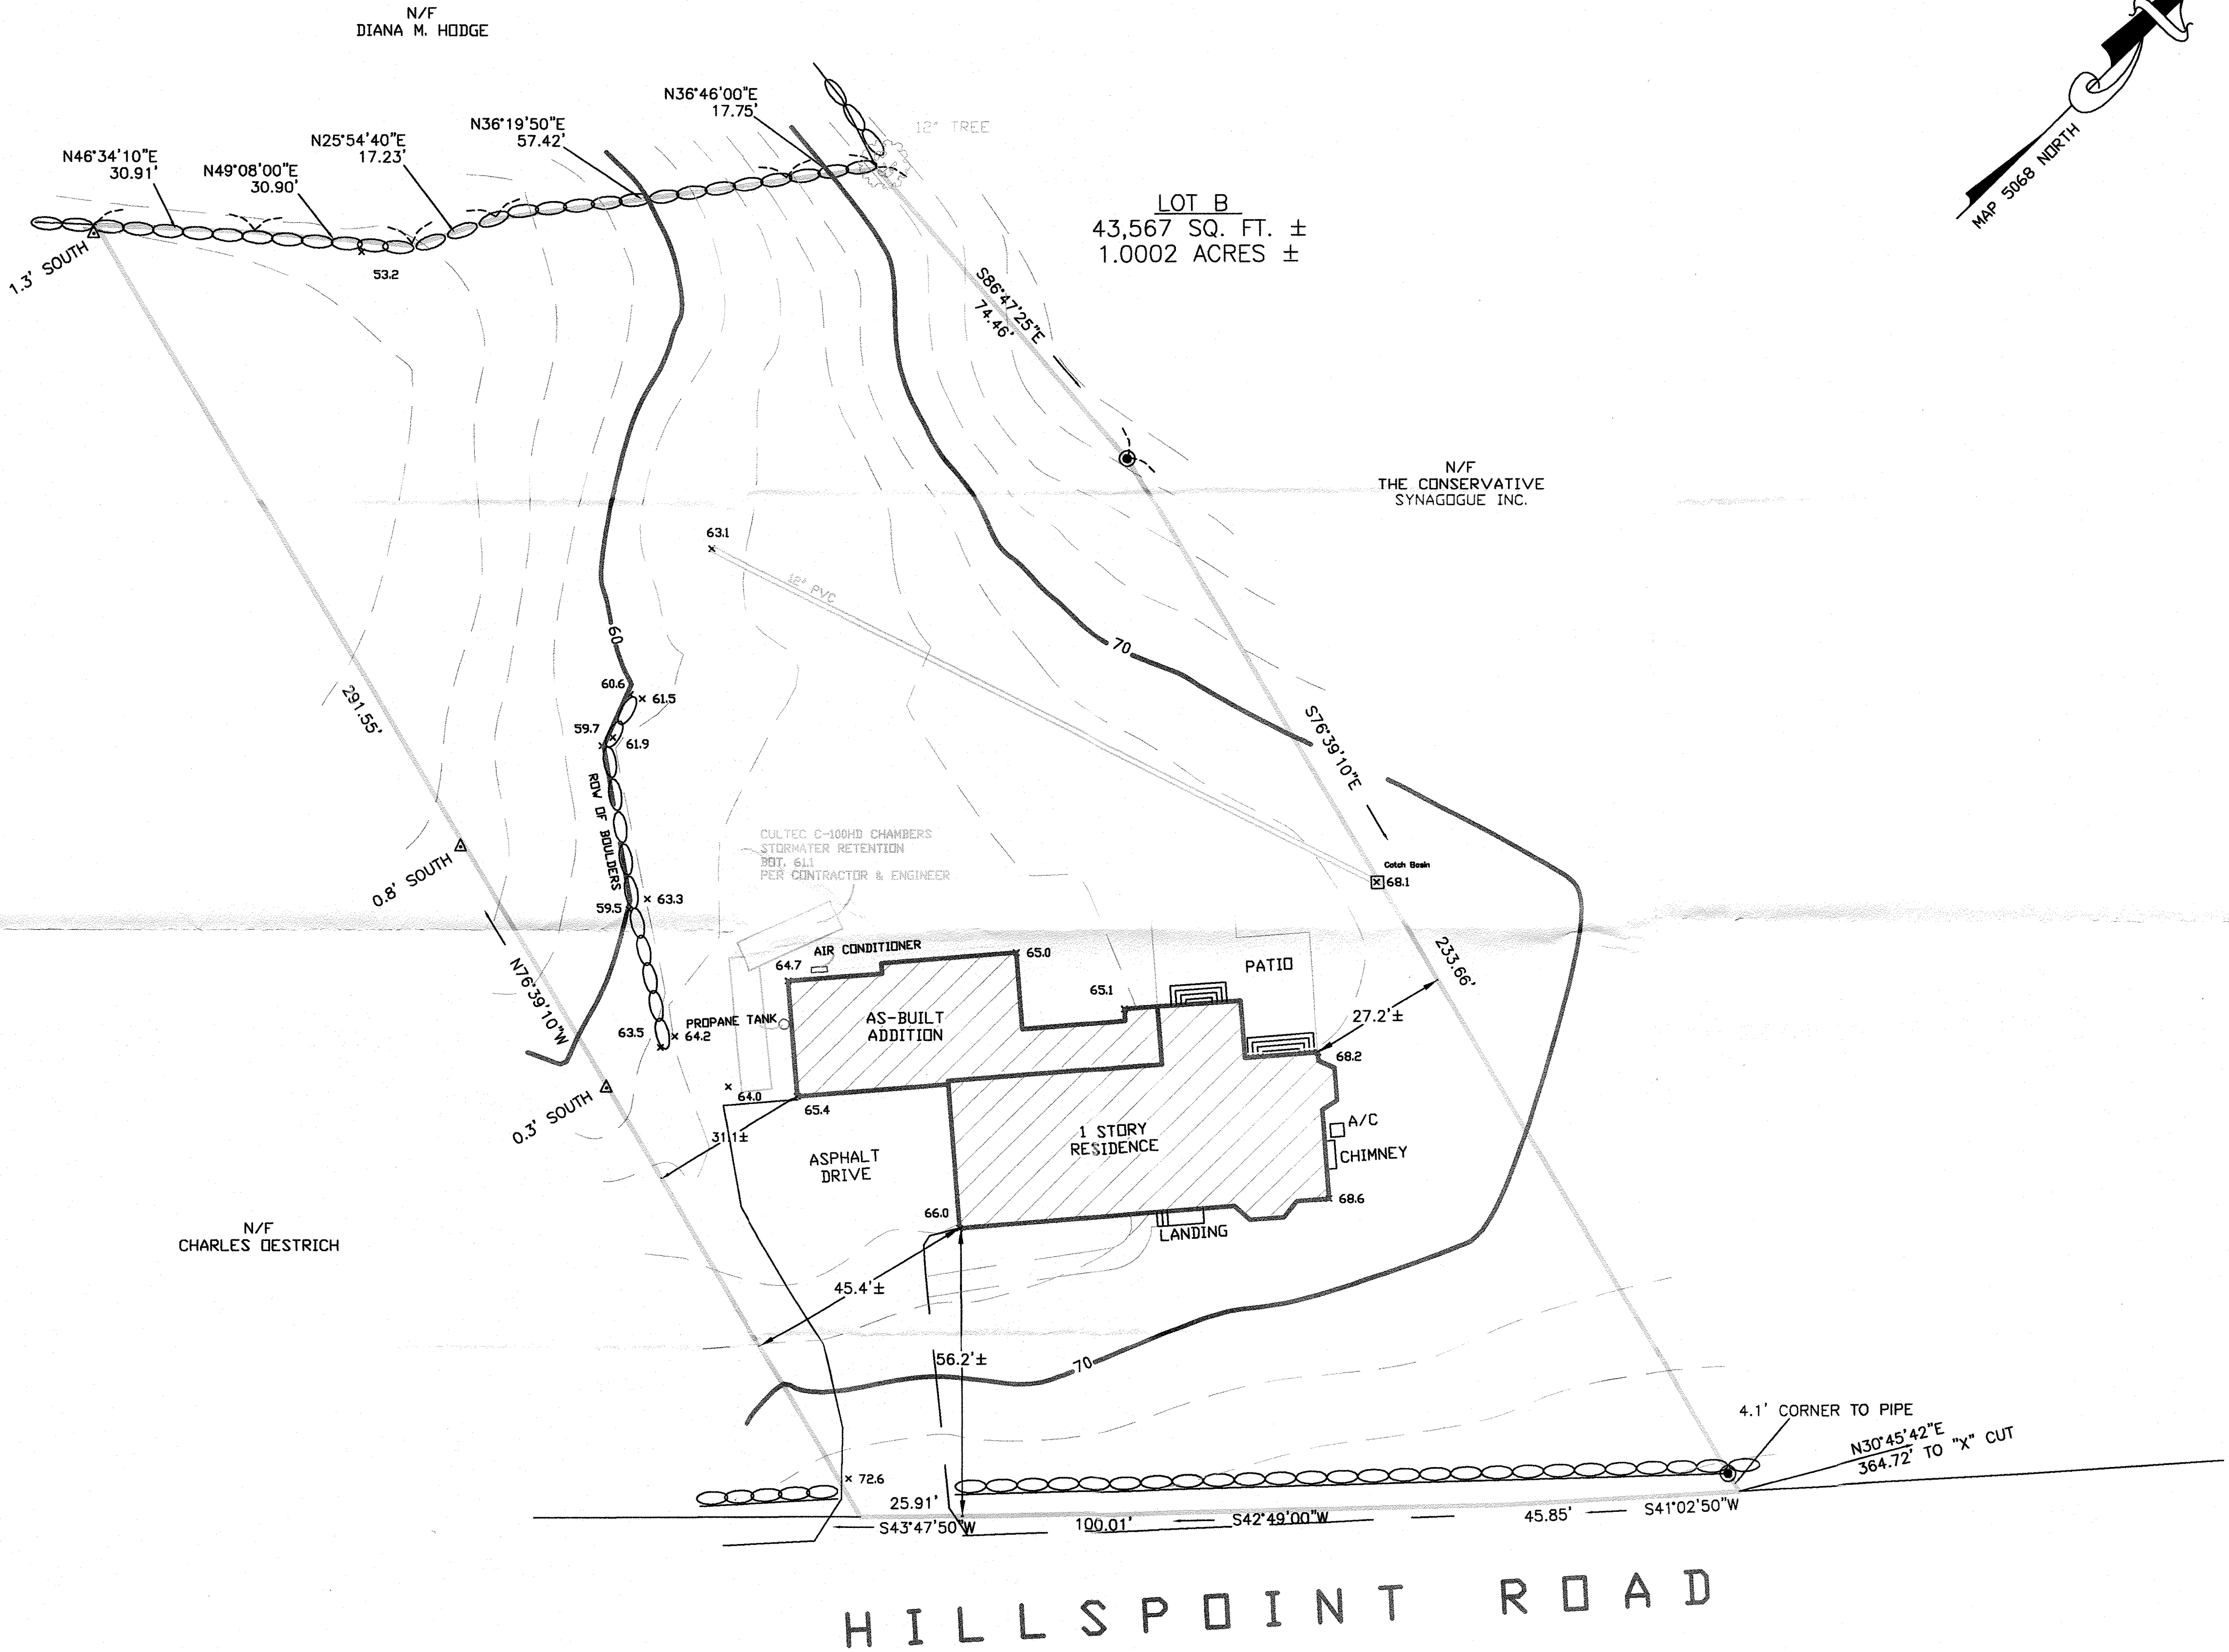 N/F
DIANA M. HODGE
N46°34'10"E
30.91'
N49°08'00"E
30.90'
N25°54'40"E
17.23'
N36°19'50"E
57.42'
N36°46'00"E
17.75'
12" TREE
MAP 5068 NORTH
LOT B
43,567 SQ. FT. ±
1.0002 ACRES ±
1.3' SOUTH
53.2
S86°47'25"E
74.46'
N/F
THE CONSERVATIVE
SYNAGOGUE INC.
63.1
12" PVC
60
70
60.6
61.5
59.7
61.9
291.55'
S76°39'10"E
ROW OF BOULDERS
CULTEC C-100HD CHAMBERS
STORMATER RETENTION
BOT. 61.1
PER CONTRACTOR & ENGINEER
Catch Basin
68.1
0.8' SOUTH
59.5
63.3
N76°39'10"W
233.66'
AIR CONDITIONER
64.7
65.0
PATIO
65.1
PROPANE TANK
AS-BUILT
ADDITION
27.2'±
63.5
64.2
68.2
64.0
65.4
0.3' SOUTH
31.1±
1 STORY
RESIDENCE
A/C
CHIMNEY
ASPHALT
DRIVE
68.6
66.0
LANDING
N/F
CHARLES OESTRICH
45.4'±
56.2'±
70
4.1' CORNER TO PIPE
N30°45'42"E
364.72' TO "X" CUT
72.6
25.91'
S43°47'50"W
100.01'
S42°49'00"W
45.85'
S41°02'50"W
HILLSPOINT ROAD